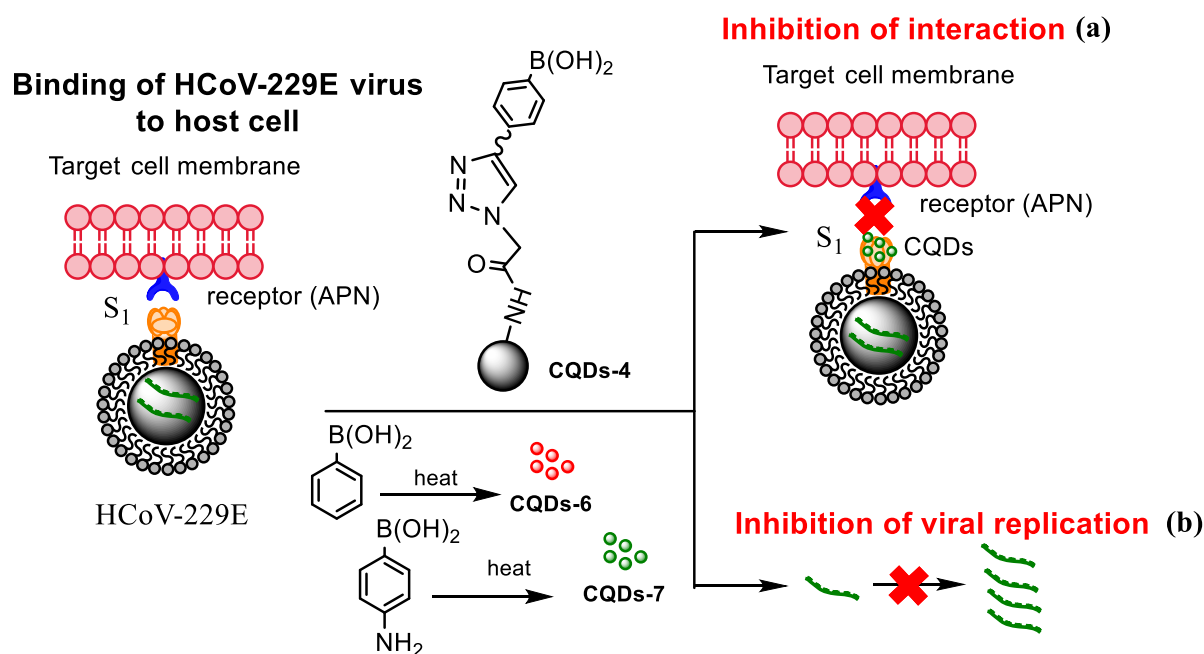 Binding of HCoV-229E virus
to host cell
Target cell membrane
receptor (APN)
S1
HCoV-229E
B(OH)2
N
N
N
O
HN
N
CQDs-4
B(OH)2
heat
CQDs-6
B(OH)2
NH2
heat
CQDs-7
Inhibition of interaction (a)
Target cell membrane
receptor (APN)
S1
CQDs
Inhibition of viral replication (b)